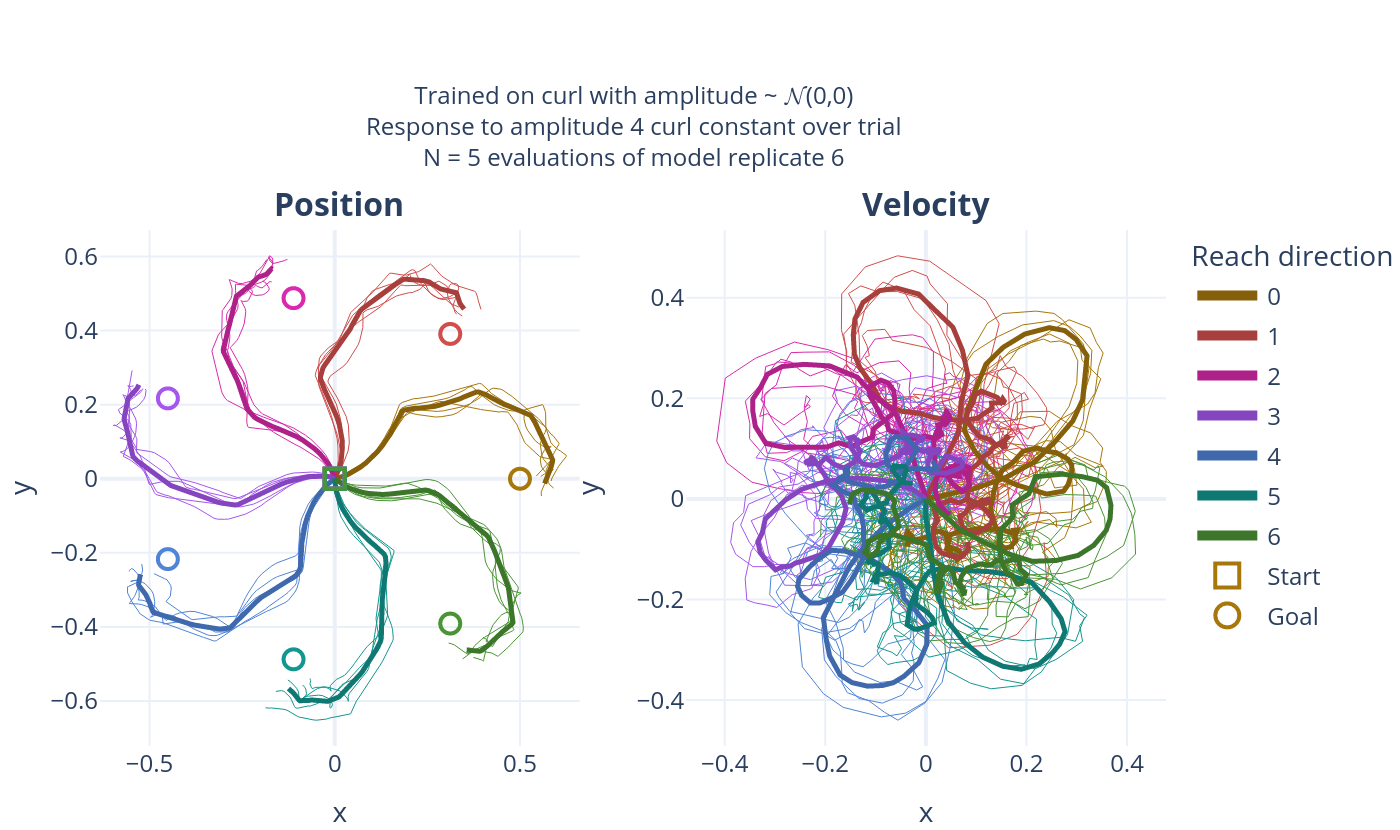 Trained on curl with amplitude ~ 𝒩(0,0)
Response to amplitude 4 curl constant over trial
N = 5 evaluations of model replicate 6
Position
Velocity
0.6
0.4
0.2
0
−0.2
−0.4
−0.6
y
−0.5
0
0.5
x
0.4
0.2
0
−0.2
−0.4
y
−0.4
−0.2
0
0.2
0.4
x
Reach direction
0
1
2
3
4
5
6
Start
Goal